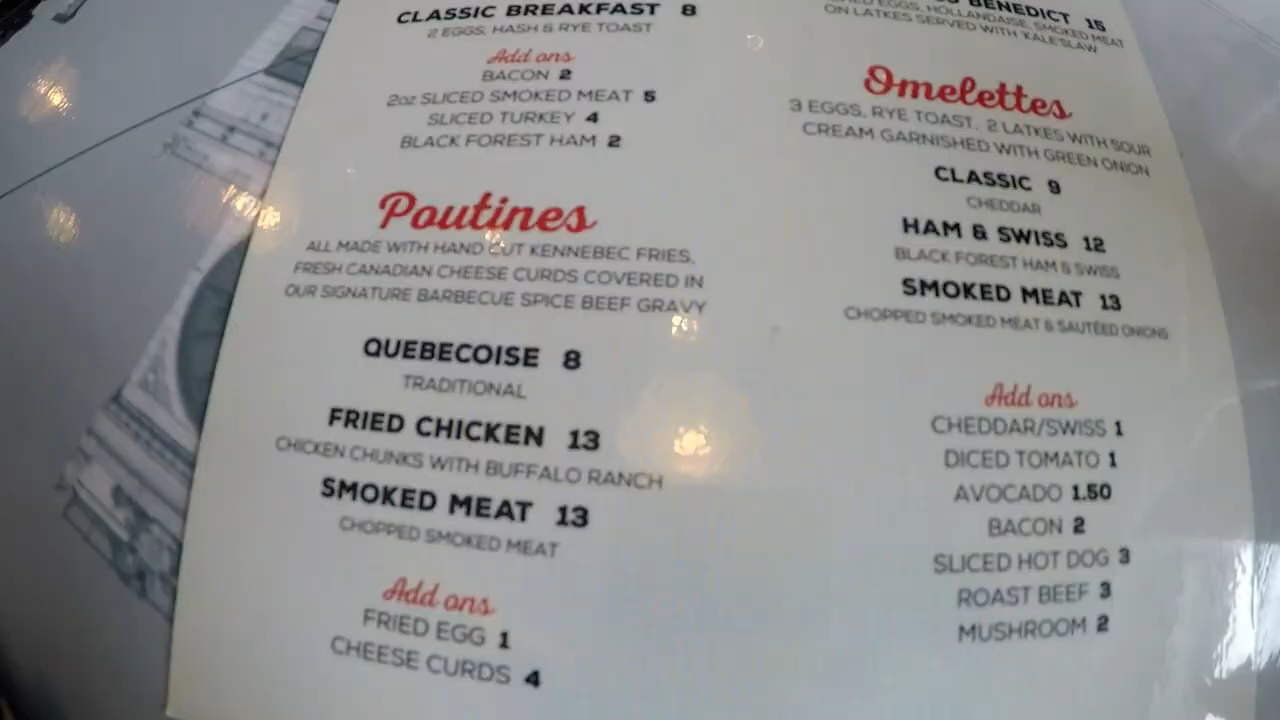 CLASSIC BREAKFAST 8
2 EGGS, HASH & RYE TOAST
Add ons
BACON 2
2oz SLICED SMOKED MEAT 5
SLICED TURKEY 4
BLACK FOREST HAM 2
Poutines
ALL MADE WITH HAND CUT KENNEBEC FRIES,
FRESH CANADIAN CHEESE CURDS COVERED IN
OUR SIGNATURE BARBECUE SPICE BEEF GRAVY
QUEBECOISE 8
TRADITIONAL
FRIED CHICKEN 13
CHICKEN CHUNKS WITH BUFFALO RANCH
SMOKED MEAT 13
CHOPPED SMOKED MEAT
Add ons
FRIED EGG 1
CHEESE CURDS 4
BENEDICT 15
EGGS, HOLLANDAISE, SMOKED MEAT
ON LATKES SERVED WITH 'KALE'SLAW
Omelettes
3 EGGS, RYE TOAST, 2 LATKES WITH SOUR
CREAM GARNISHED WITH GREEN ONION
CLASSIC 9
CHEDDAR
HAM & SWISS 12
BLACK FOREST HAM & SWISS
SMOKED MEAT 13
CHOPPED SMOKED MEAT & SAUTÉED ONIONS
Add ons
CHEDDAR/SWISS 1
DICED TOMATO 1
AVOCADO 1.50
BACON 2
SLICED HOT DOG 3
ROAST BEEF 3
MUSHROOM 2